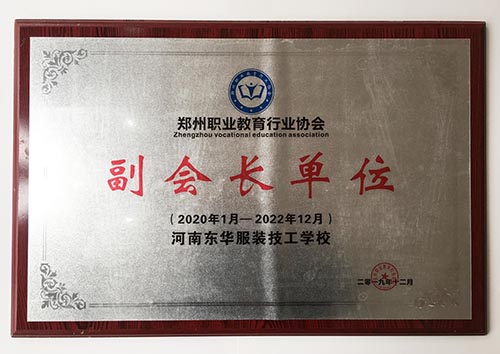 郑州职业教育行业协会
Zhengzhou vocational education association
副会长单位
（2020年1月—2022年12月）
河南东华服装技工学校
二〇一九年十二月